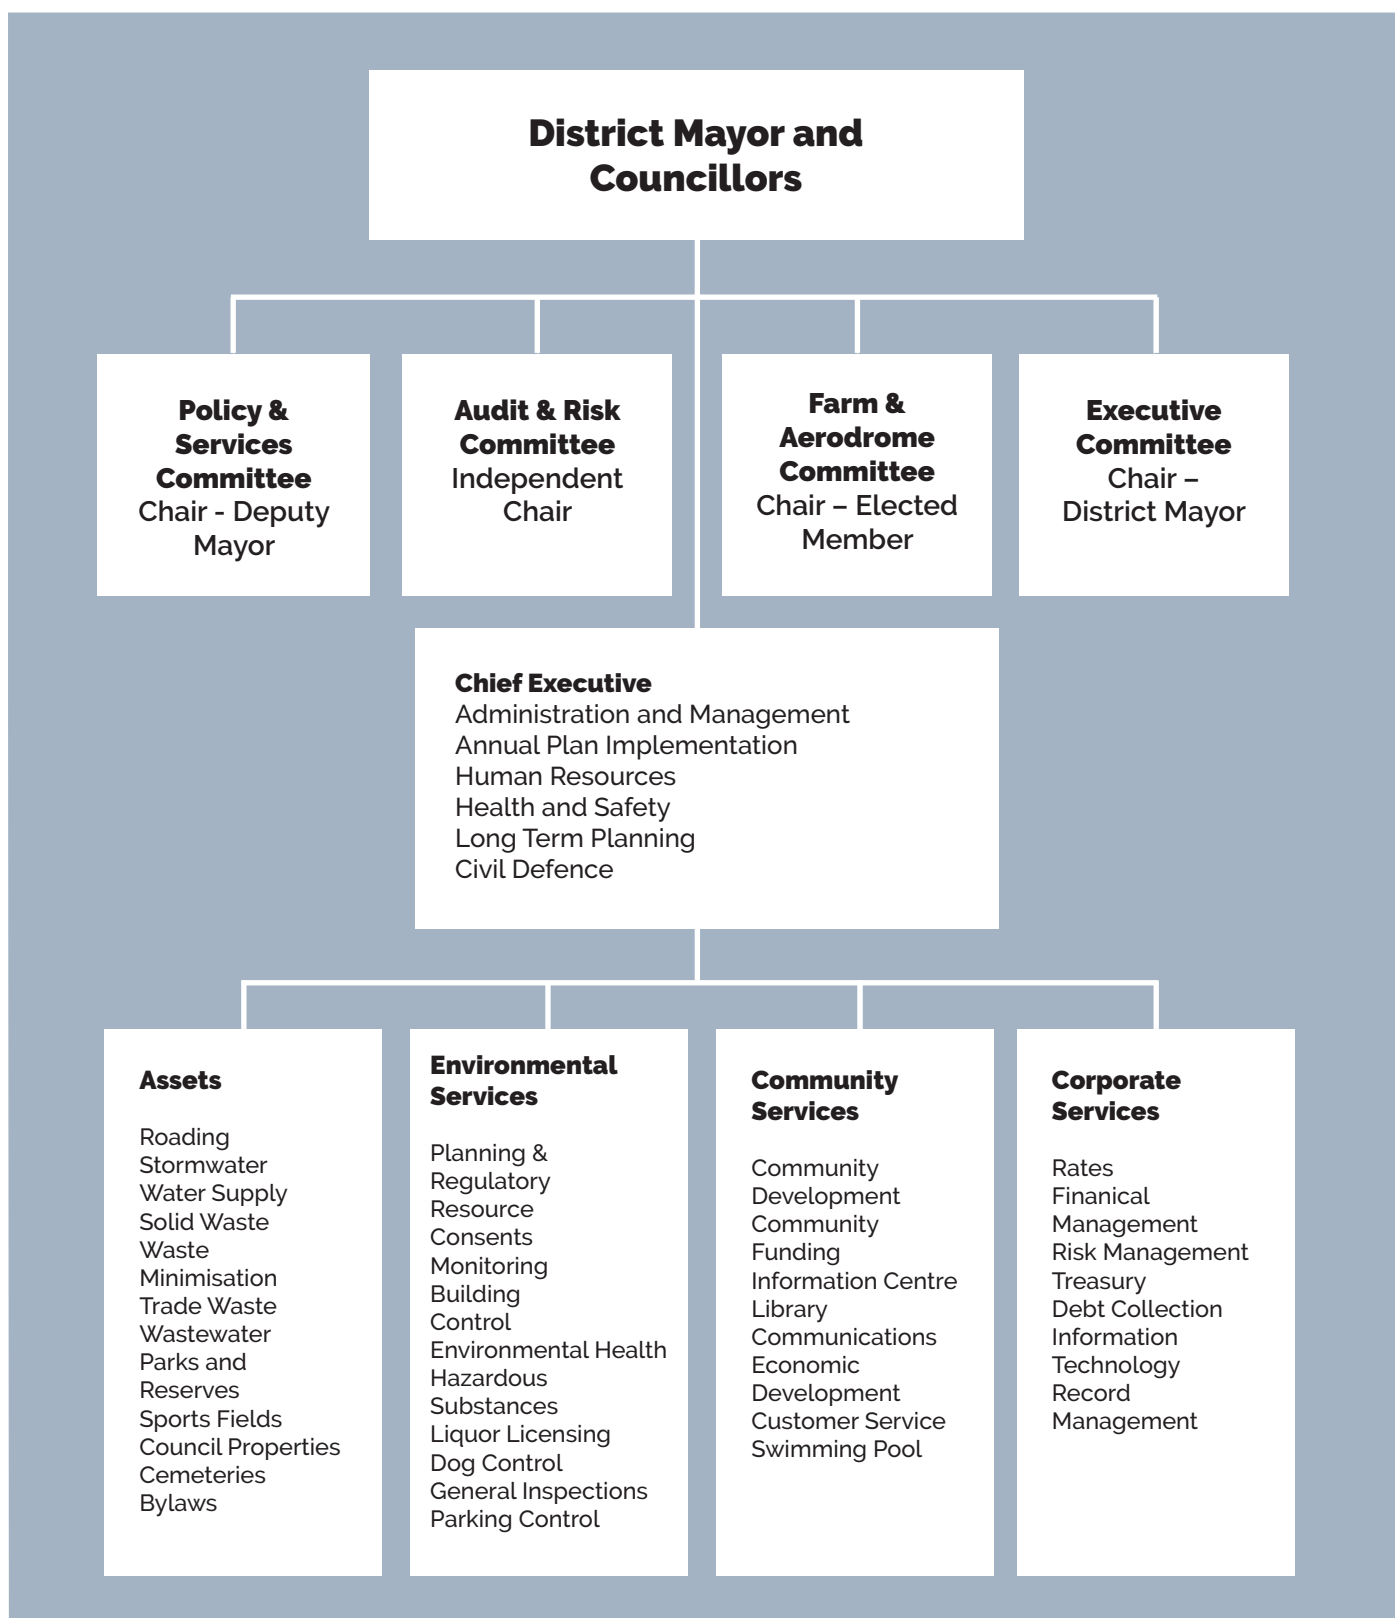 District Mayor and
Councillors
Policy &
Services
Committee
Chair - Deputy
Mayor
Audit & Risk
Committee
Independent
Chair
Farm &
Aerodrome
Committee
Chair – Elected
Member
Executive
Committee
Chair –
District Mayor
Chief Executive
Administration and Management
Annual Plan Implementation
Human Resources
Health and Safety
Long Term Planning
Civil Defence
Assets
Roading
Stormwater
Water Supply
Solid Waste
Waste
Minimisation
Trade Waste
Wastewater
Parks and
Reserves
Sports Fields
Council Properties
Cemeteries
Bylaws
Environmental
Services
Planning &
Regulatory
Resource
Consents
Monitoring
Building
Control
Environmental Health
Hazardous
Substances
Liquor Licensing
Dog Control
General Inspections
Parking Control
Community
Services
Community
Development
Community
Funding
Information Centre
Library
Communications
Economic
Development
Customer Service
Swimming Pool
Corporate
Services
Rates
Finanical
Management
Risk Management
Treasury
Debt Collection
Information
Technology
Record
Management